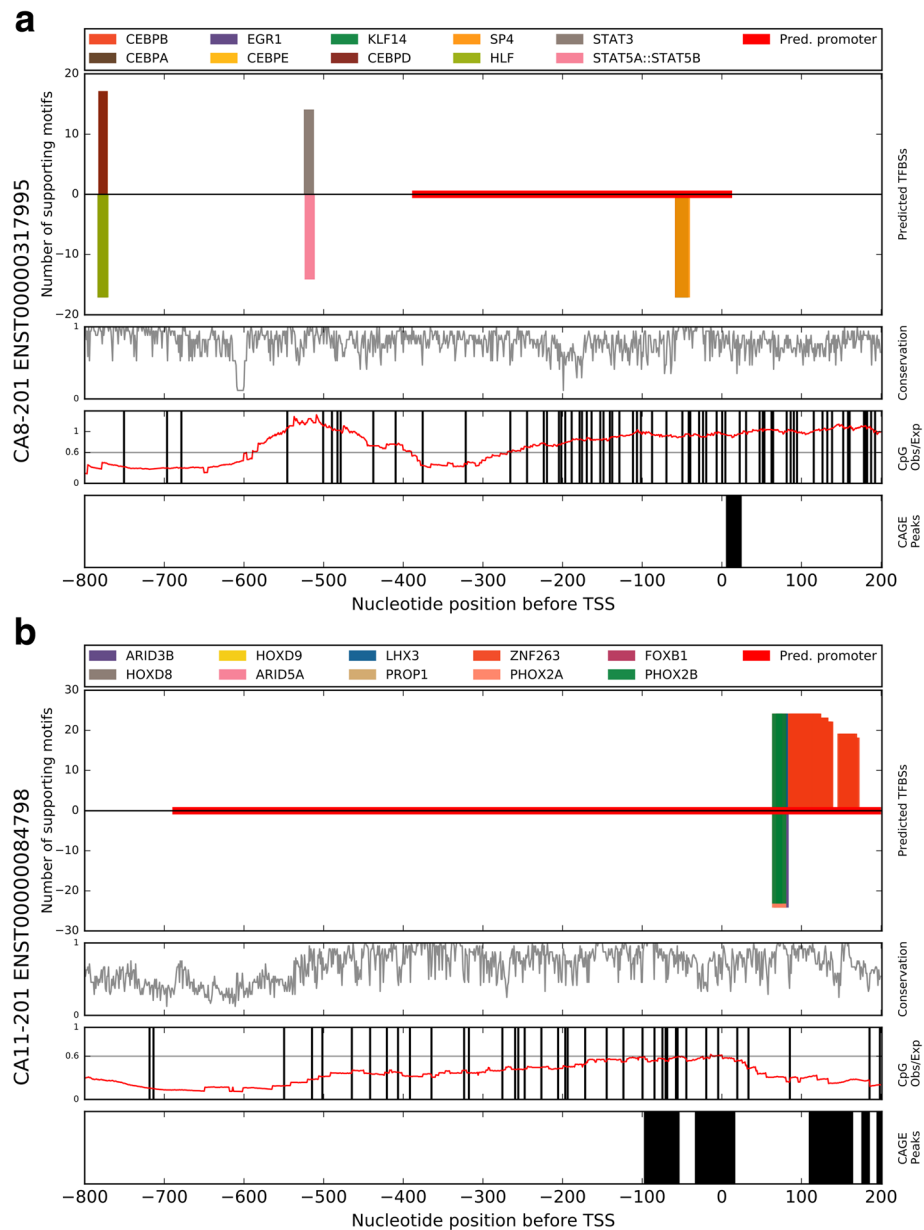 a
CEBPB EGR1 KLF14 SP4 STAT3 Pred. promoter
CEBPA CEBPE CEBPD HLF STAT5A::STAT5B
CA8-201 ENST00000317995
Number of supporting motifs
20
10
0
−10
−20
Predicted TFBSs
1
0
Conservation
1
0.6
0
CpG
Obs/Exp
CAGE
Peaks
−800 −700 −600 −500 −400 −300 −200 −100 0 100 200
Nucleotide position before TSS
b
ARID3B HOXD9 LHX3 ZNF263 FOXB1 Pred. promoter
HOXD8 ARID5A PROP1 PHOX2A PHOX2B
CA11-201 ENST00000084798
Number of supporting motifs
30
20
10
0
−10
−20
−30
Predicted TFBSs
1
0
Conservation
1
0.6
0
CpG
Obs/Exp
CAGE
Peaks
−800 −700 −600 −500 −400 −300 −200 −100 0 100 200
Nucleotide position before TSS